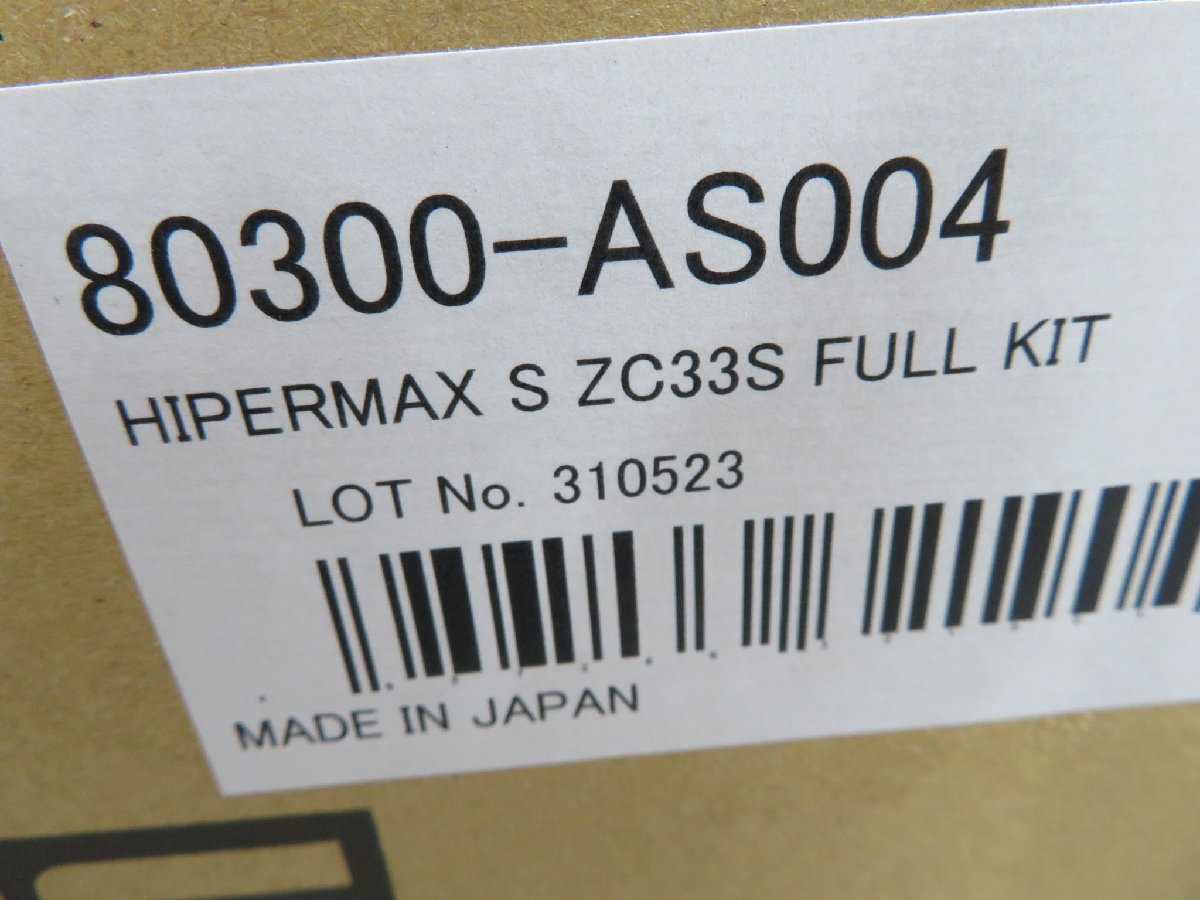 80300-AS004
HIPERMAX S ZC33S FULL KIT
LOT No. 310523
MADE IN JAPAN